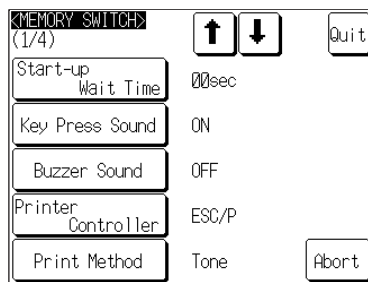 <MEMORY SWITCH>
(1/4)
Quit
Start-up
Wait Time
00sec
Key Press Sound
ON
Buzzer Sound
OFF
Printer
Controller
ESC/P
Print Method
Tone
Abort